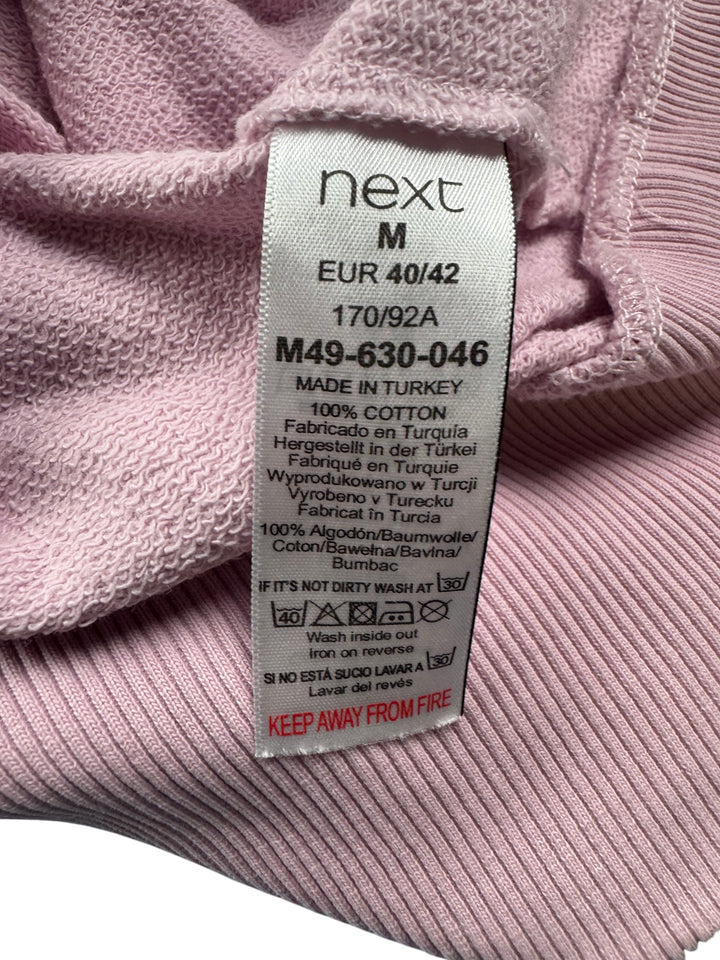 next
M
EUR 40/42
170/92A
M49-630-046
MADE IN TURKEY
100% COTTON
Fabricado en Turquía
Hergestellt in der Türkei
Fabriqué en Turquie
Wyprodukowano w Turcji
Vyrobeno v Turecku
Fabricat în Turcia
100% Algodón/Baumwolle/
Coton/Bawełna/Bavlna/
Bumbac
IF IT'S NOT DIRTY WASH AT 30
40
Wash inside out
Iron on reverse
SI NO ESTÁ SUCIO LAVAR A 30
Lavar del revés
KEEP AWAY FROM FIRE